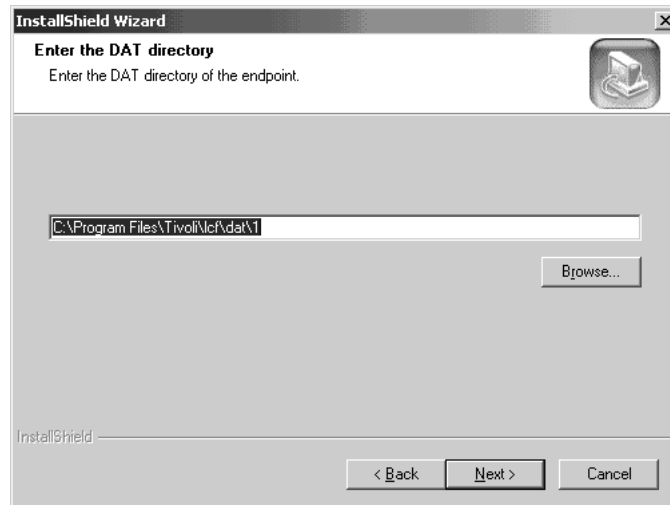 InstallShield Wizard
Enter the DAT directory
Enter the DAT directory of the endpoint.
C:\Program Files\Tivoli\lcf\dat\1
Browse...
InstallShield
< Back
Next >
Cancel